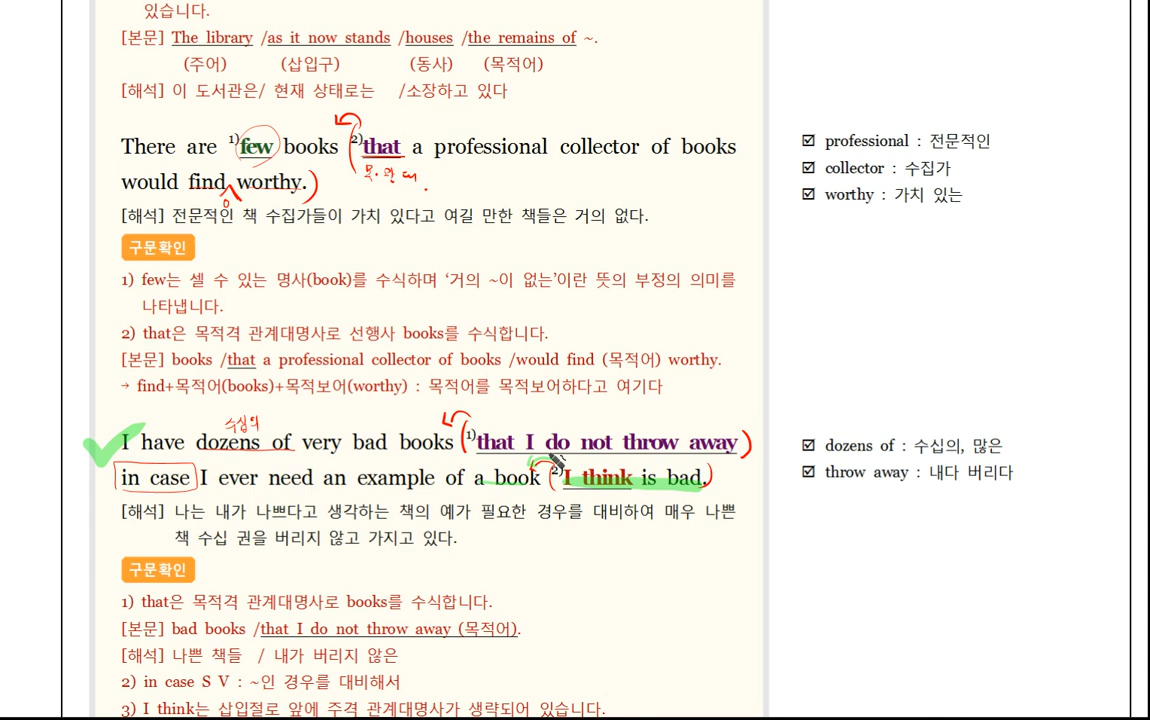 있습니다.
[본문] The library /as it now stands /houses /the remains of ~.
(주어) (삽입구) (동사) (목적어)
[해석] 이 도서관은/ 현재 상태로는 /소장하고 있다
There are 1)few books 2)that a professional collector of books
목.관대.
would find worthy.
[해석] 전문적인 책 수집가들이 가치 있다고 여길 만한 책들은 거의 없다.
구문확인
1) few는 셀 수 있는 명사(book)를 수식하며 '거의 ~이 없는'이란 뜻의 부정의 의미를
나타냅니다.
2) that은 목적격 관계대명사로 선행사 books를 수식합니다.
[본문] books /that a professional collector of books /would find (목적어) worthy.
→ find+목적어(books)+목적보어(worthy) : 목적어를 목적보어하다고 여기다
수십의
I have dozens of very bad books 1)that I do not throw away
in case I ever need an example of a book 2)I think is bad.
[해석] 나는 내가 나쁘다고 생각하는 책의 예가 필요한 경우를 대비하여 매우 나쁜
책 수십 권을 버리지 않고 가지고 있다.
구문확인
1) that은 목적격 관계대명사로 books를 수식합니다.
[본문] bad books /that I do not throw away (목적어).
[해석] 나쁜 책들 / 내가 버리지 않은
2) in case S V : ~인 경우를 대비해서
3) I think는 삽입절로 앞에 주격 관계대명사가 생략되어 있습니다.
☑ professional : 전문적인
☑ collector : 수집가
☑ worthy : 가치 있는
☑ dozens of : 수십의, 많은
☑ throw away : 내다 버리다